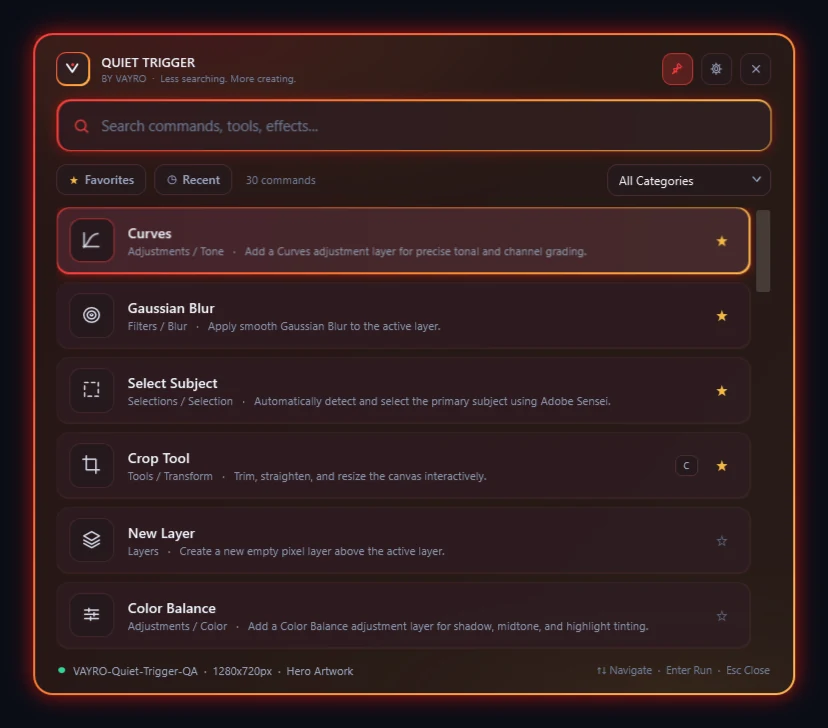 QUIET TRIGGER
BY VAYRO · Less searching. More creating.
Search commands, tools, effects...
Favorites Recent 30 commands All Categories
Curves
Adjustments / Tone · Add a Curves adjustment layer for precise tonal and channel grading.
Gaussian Blur
Filters / Blur · Apply smooth Gaussian Blur to the active layer.
Select Subject
Selections / Selection · Automatically detect and select the primary subject using Adobe Sensei.
Crop Tool
Tools / Transform · Trim, straighten, and resize the canvas interactively.
C
New Layer
Layers · Create a new empty pixel layer above the active layer.
Color Balance
Adjustments / Color · Add a Color Balance adjustment layer for shadow, midtone, and highlight tinting.
VAYRO-Quiet-Trigger-QA · 1280x720px · Hero Artwork ↑↓ Navigate · Enter Run · Esc Close